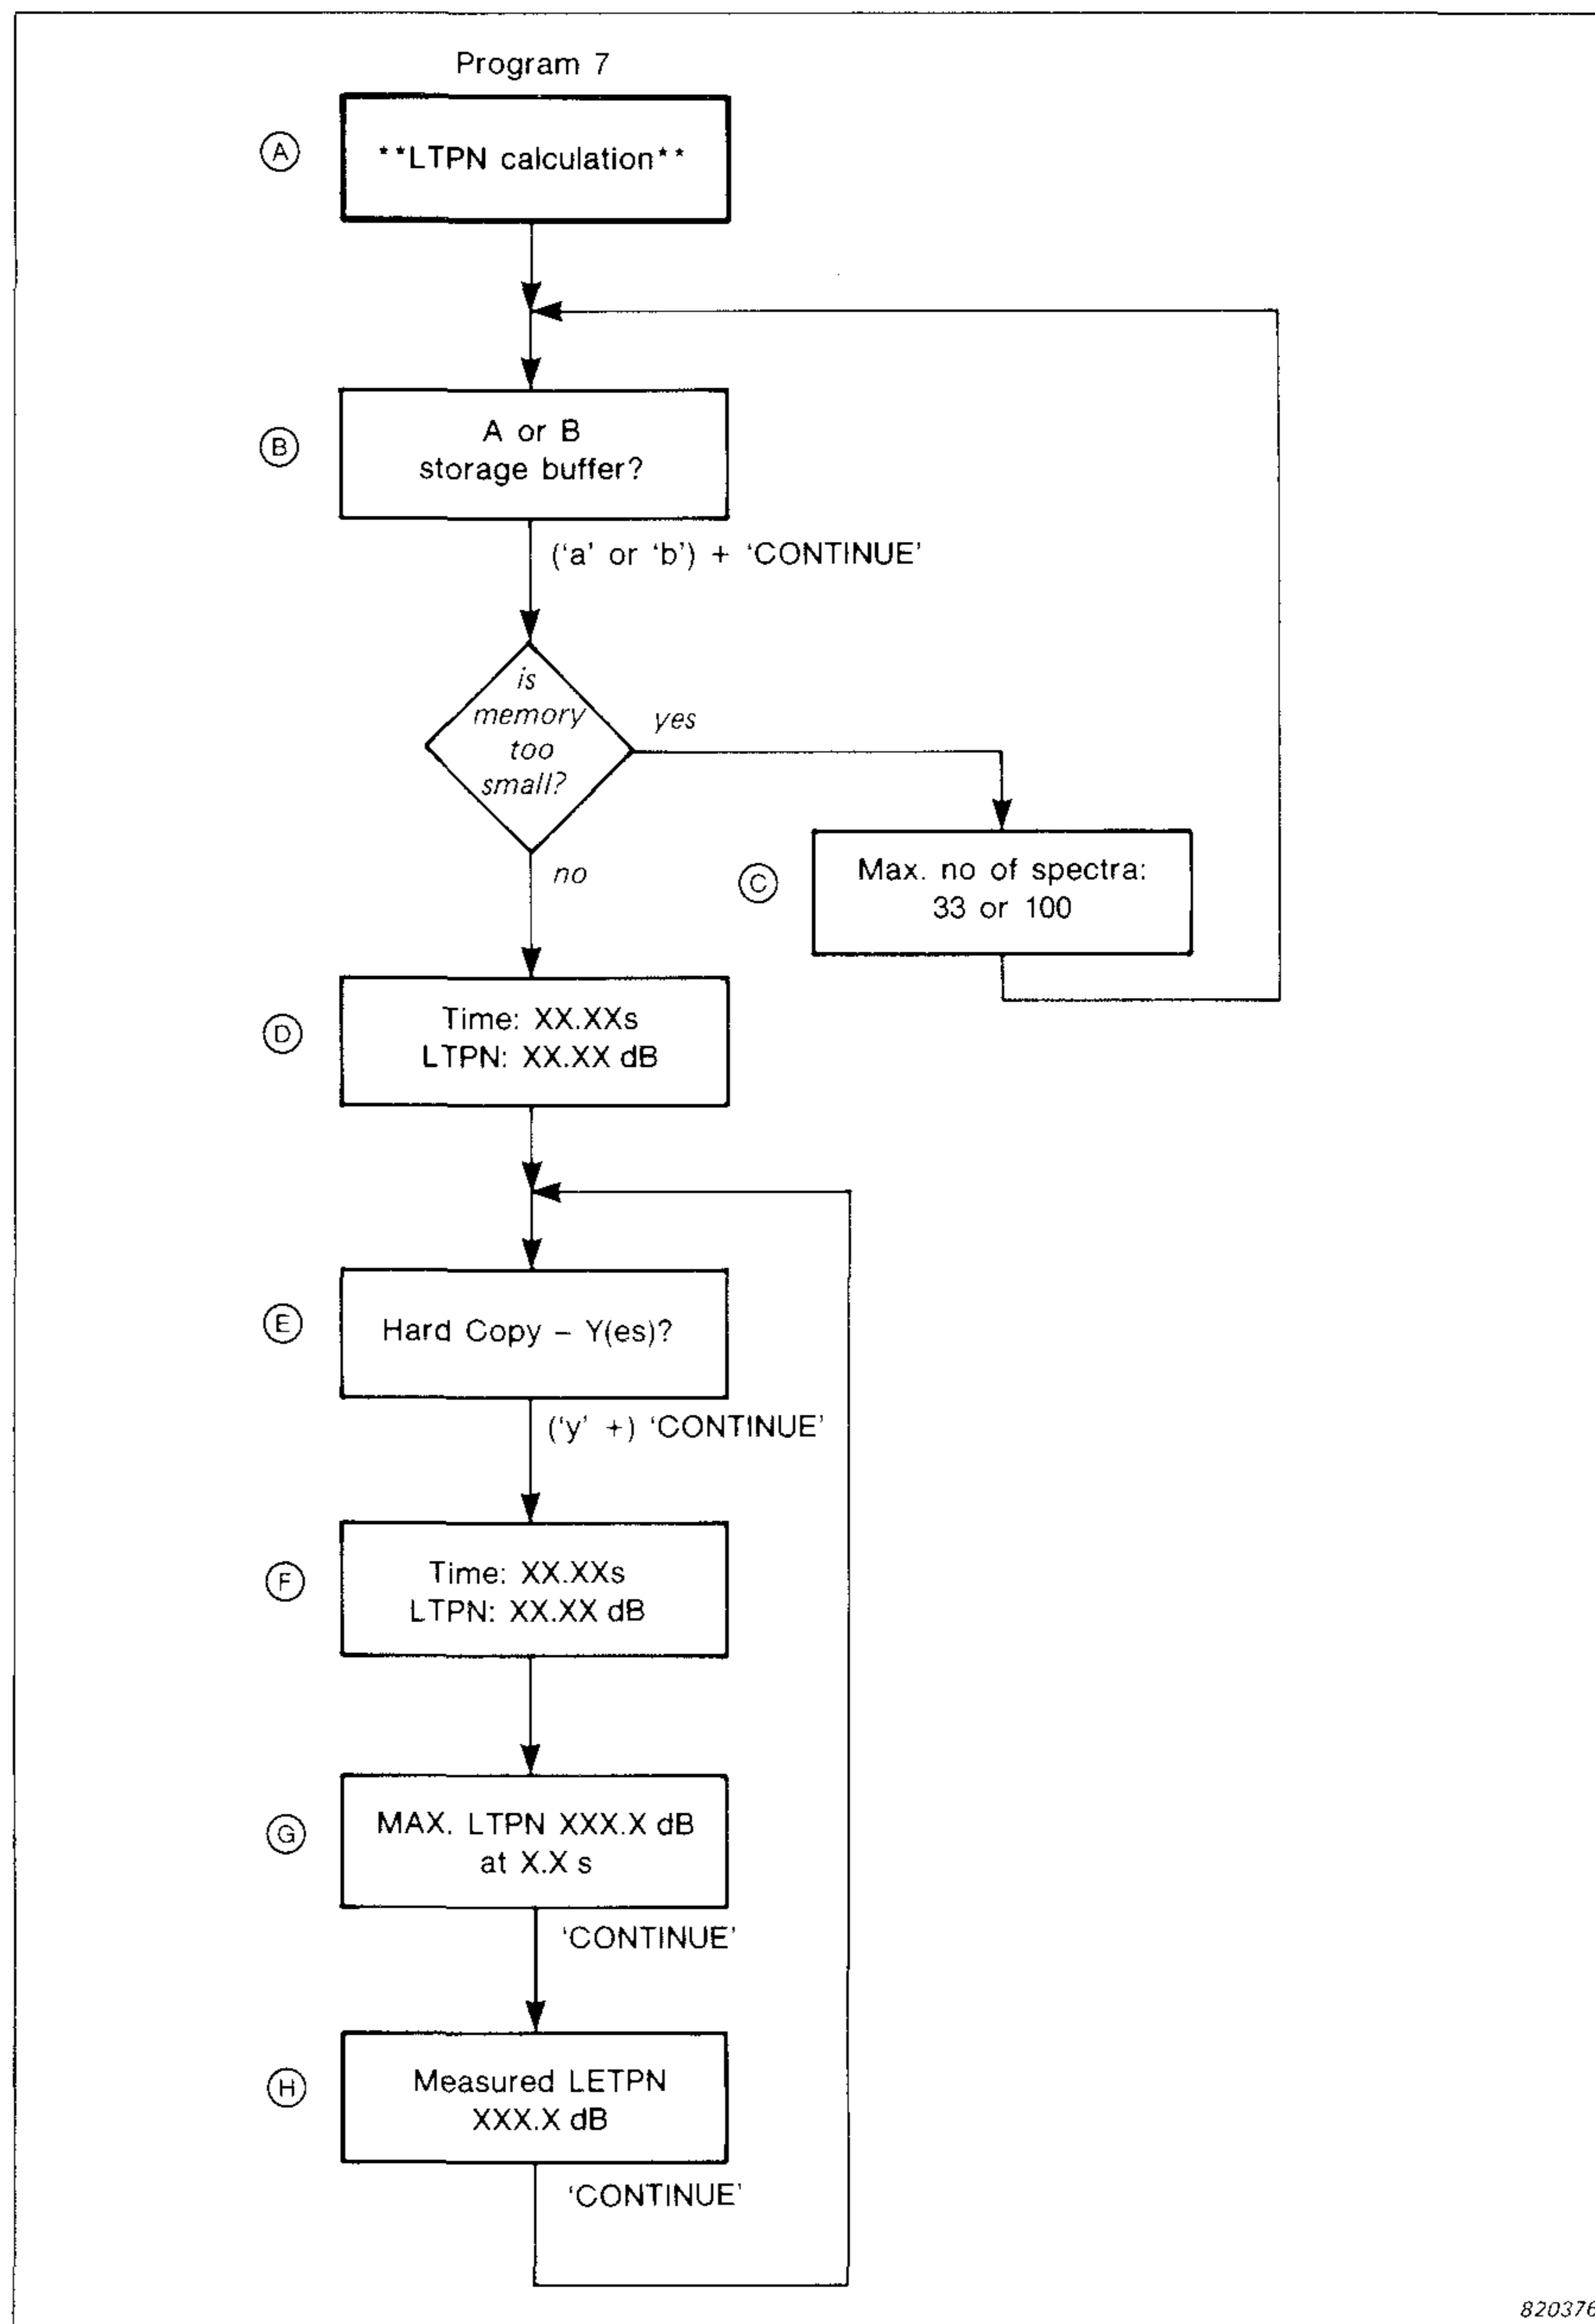 Program 7
A
**LTPN calculation**
B
A or B
storage buffer?
('a' or 'b') + 'CONTINUE'
is
memory
too
small?
yes
no
C
Max. no of spectra:
33 or 100
D
Time: XX.XXs
LTPN: XX.XX dB
E
Hard Copy – Y(es)?
('y' +) 'CONTINUE'
F
Time: XX.XXs
LTPN: XX.XX dB
G
MAX. LTPN XXX.X dB
at X.X s
'CONTINUE'
H
Measured LETPN
XXX.X dB
'CONTINUE'
820376